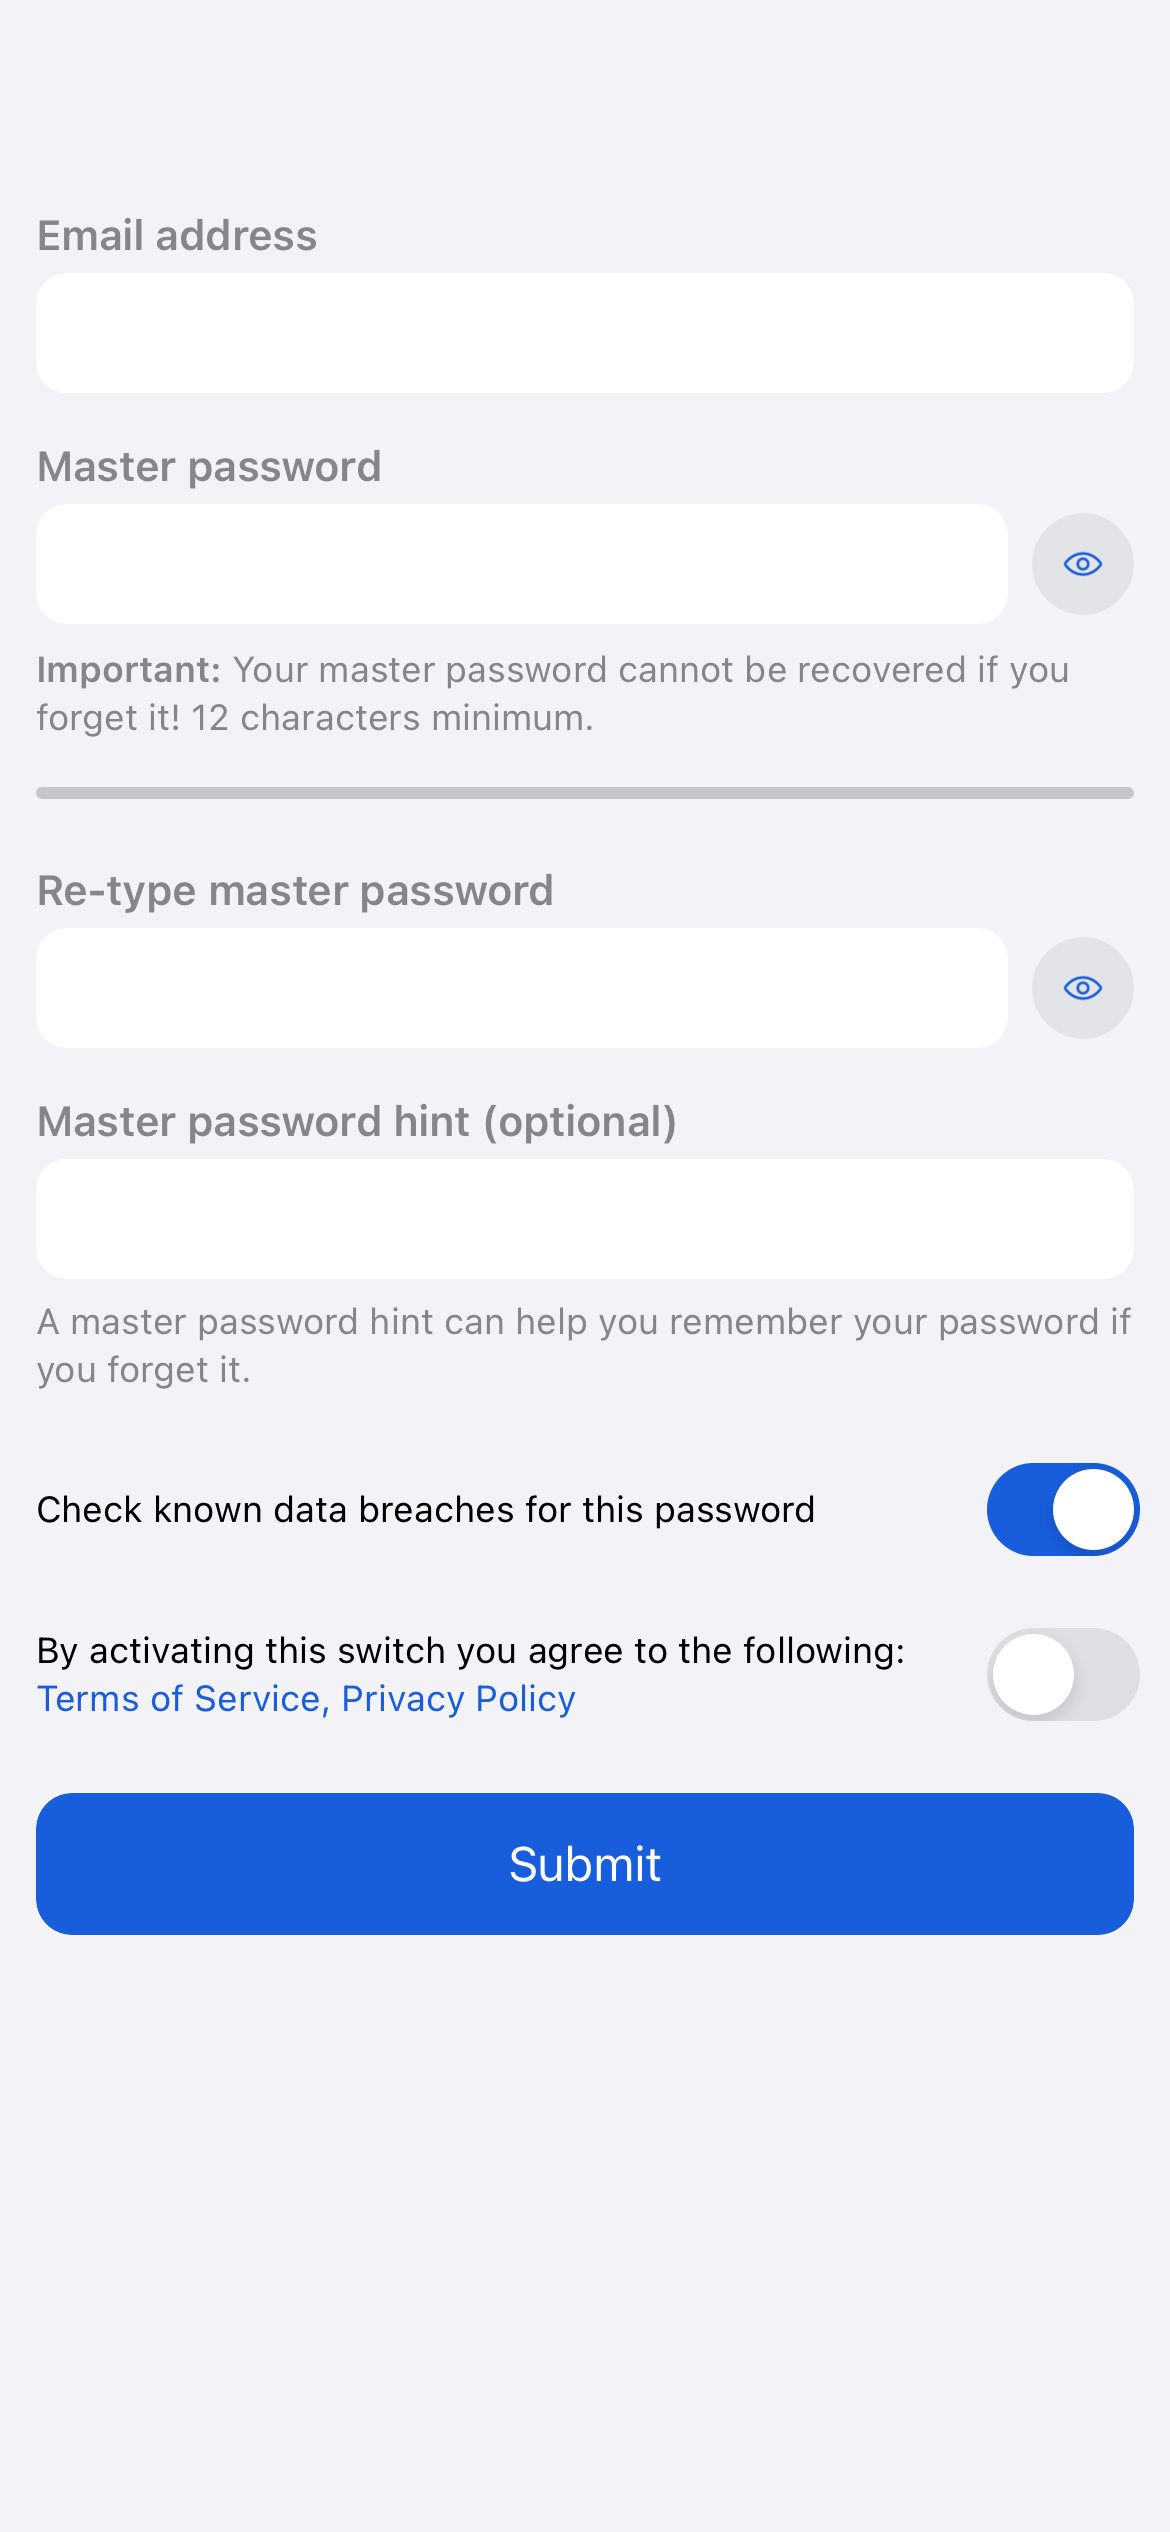 Email address
Master password
Important: Your master password cannot be recovered if you
forget it! 12 characters minimum.
Re-type master password
Master password hint (optional)
A master password hint can help you remember your password if
you forget it.
Check known data breaches for this password
By activating this switch you agree to the following:
Terms of Service, Privacy Policy
Submit